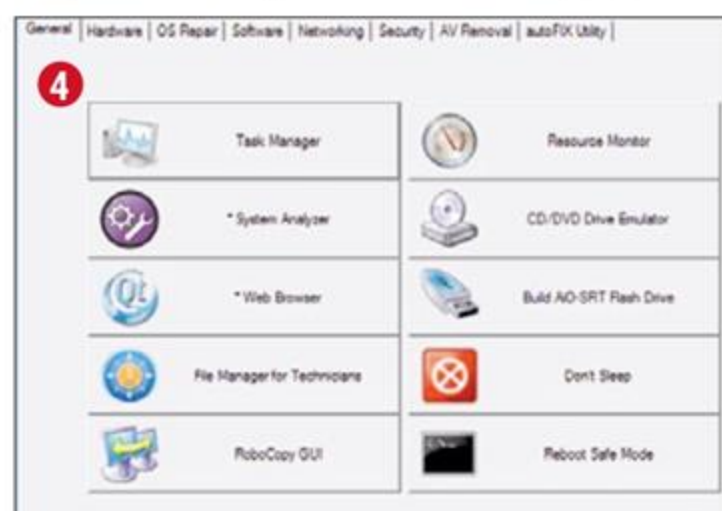 General | Hardware | OS Repair | Software | Networking | Security | AV Removal | autoFIX Utility |
4
Task Manager
Resource Monitor
* System Analyzer
CD/DVD Drive Emulator
* Web Browser
Build AIO-SRT Flash Drive
File Manager for Technicians
Don't Sleep
RoboCopy GUI
Reboot Safe Mode